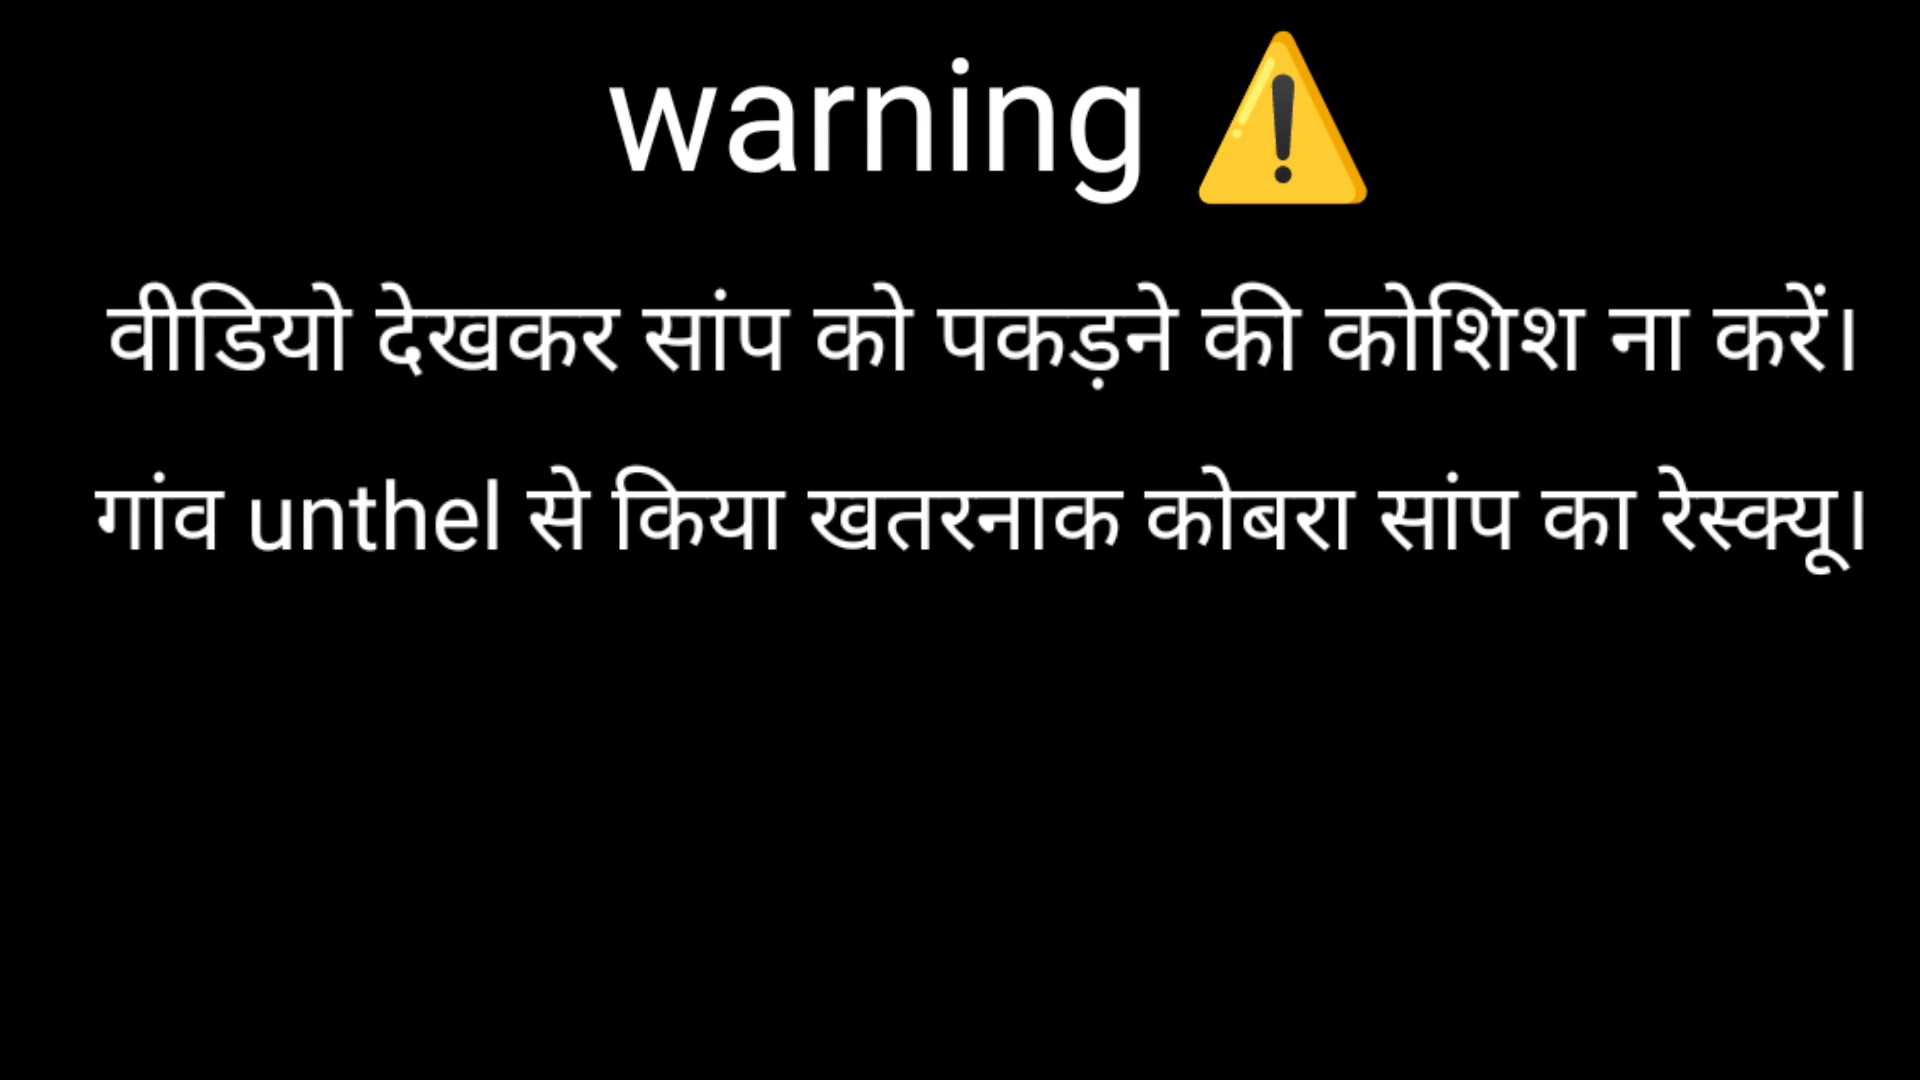 warning ⚠️
वीडियो देखकर सांप को पकड़ने की कोशिश ना करें।
गांव unthel से किया खतरनाक कोबरा सांप का रेस्क्यू।